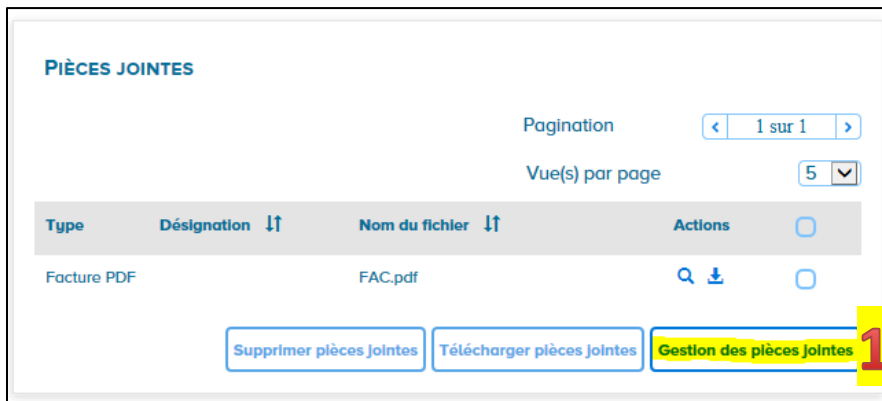 PIÈCES JOINTES
Pagination < 1 sur 1 >
Vue(s) par page 5
Type Désignation Nom du fichier Actions
Facture PDF FAC.pdf
Supprimer pièces jointes Télécharger pièces jointes Gestion des pièces jointes 1